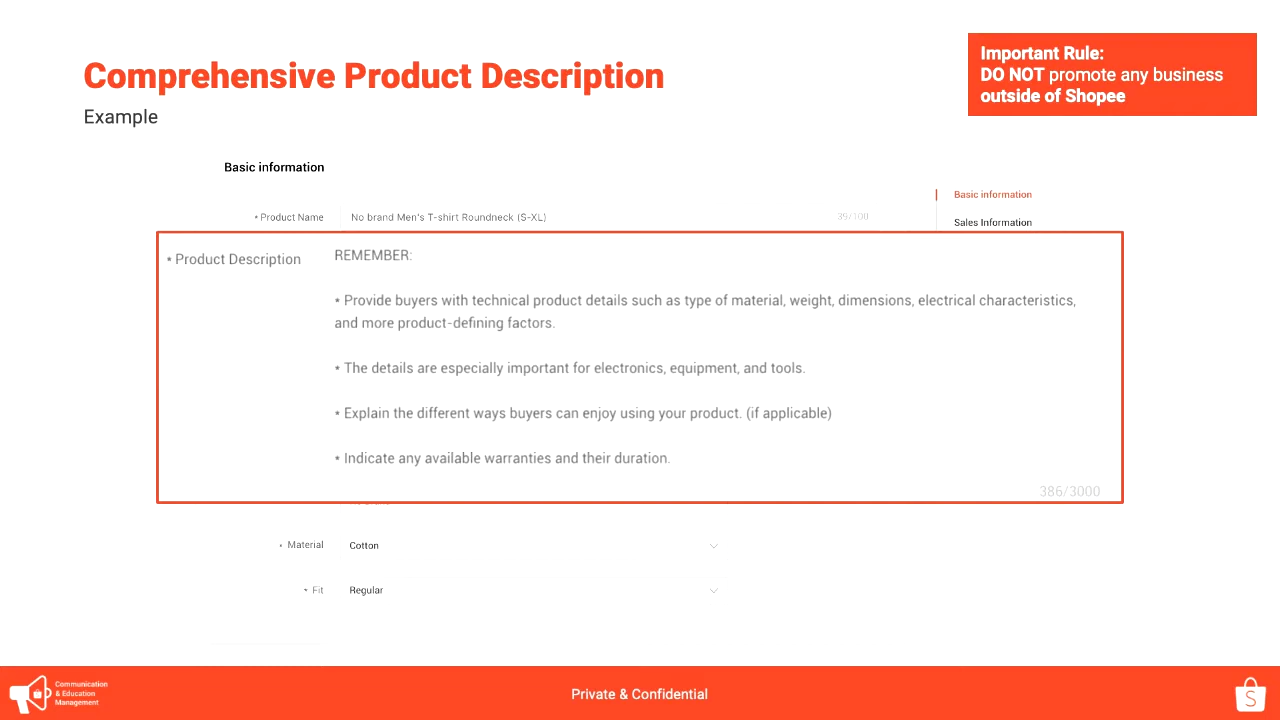 Comprehensive Product Description
Example
Important Rule:
DO NOT promote any business
outside of Shopee
Basic information
Basic information
* Product Name
No brand Men's T-shirt Roundneck (S-XL)
39/100
Sales Information
* Product Description
REMEMBER:
* Provide buyers with technical product details such as type of material, weight, dimensions, electrical characteristics,
and more product-defining factors.
* The details are especially important for electronics, equipment, and tools.
* Explain the different ways buyers can enjoy using your product. (if applicable)
* Indicate any available warranties and their duration.
386/3000
* Material
Cotton
* Fit
Regular
Communication
& Education
Management
Private & Confidential
S